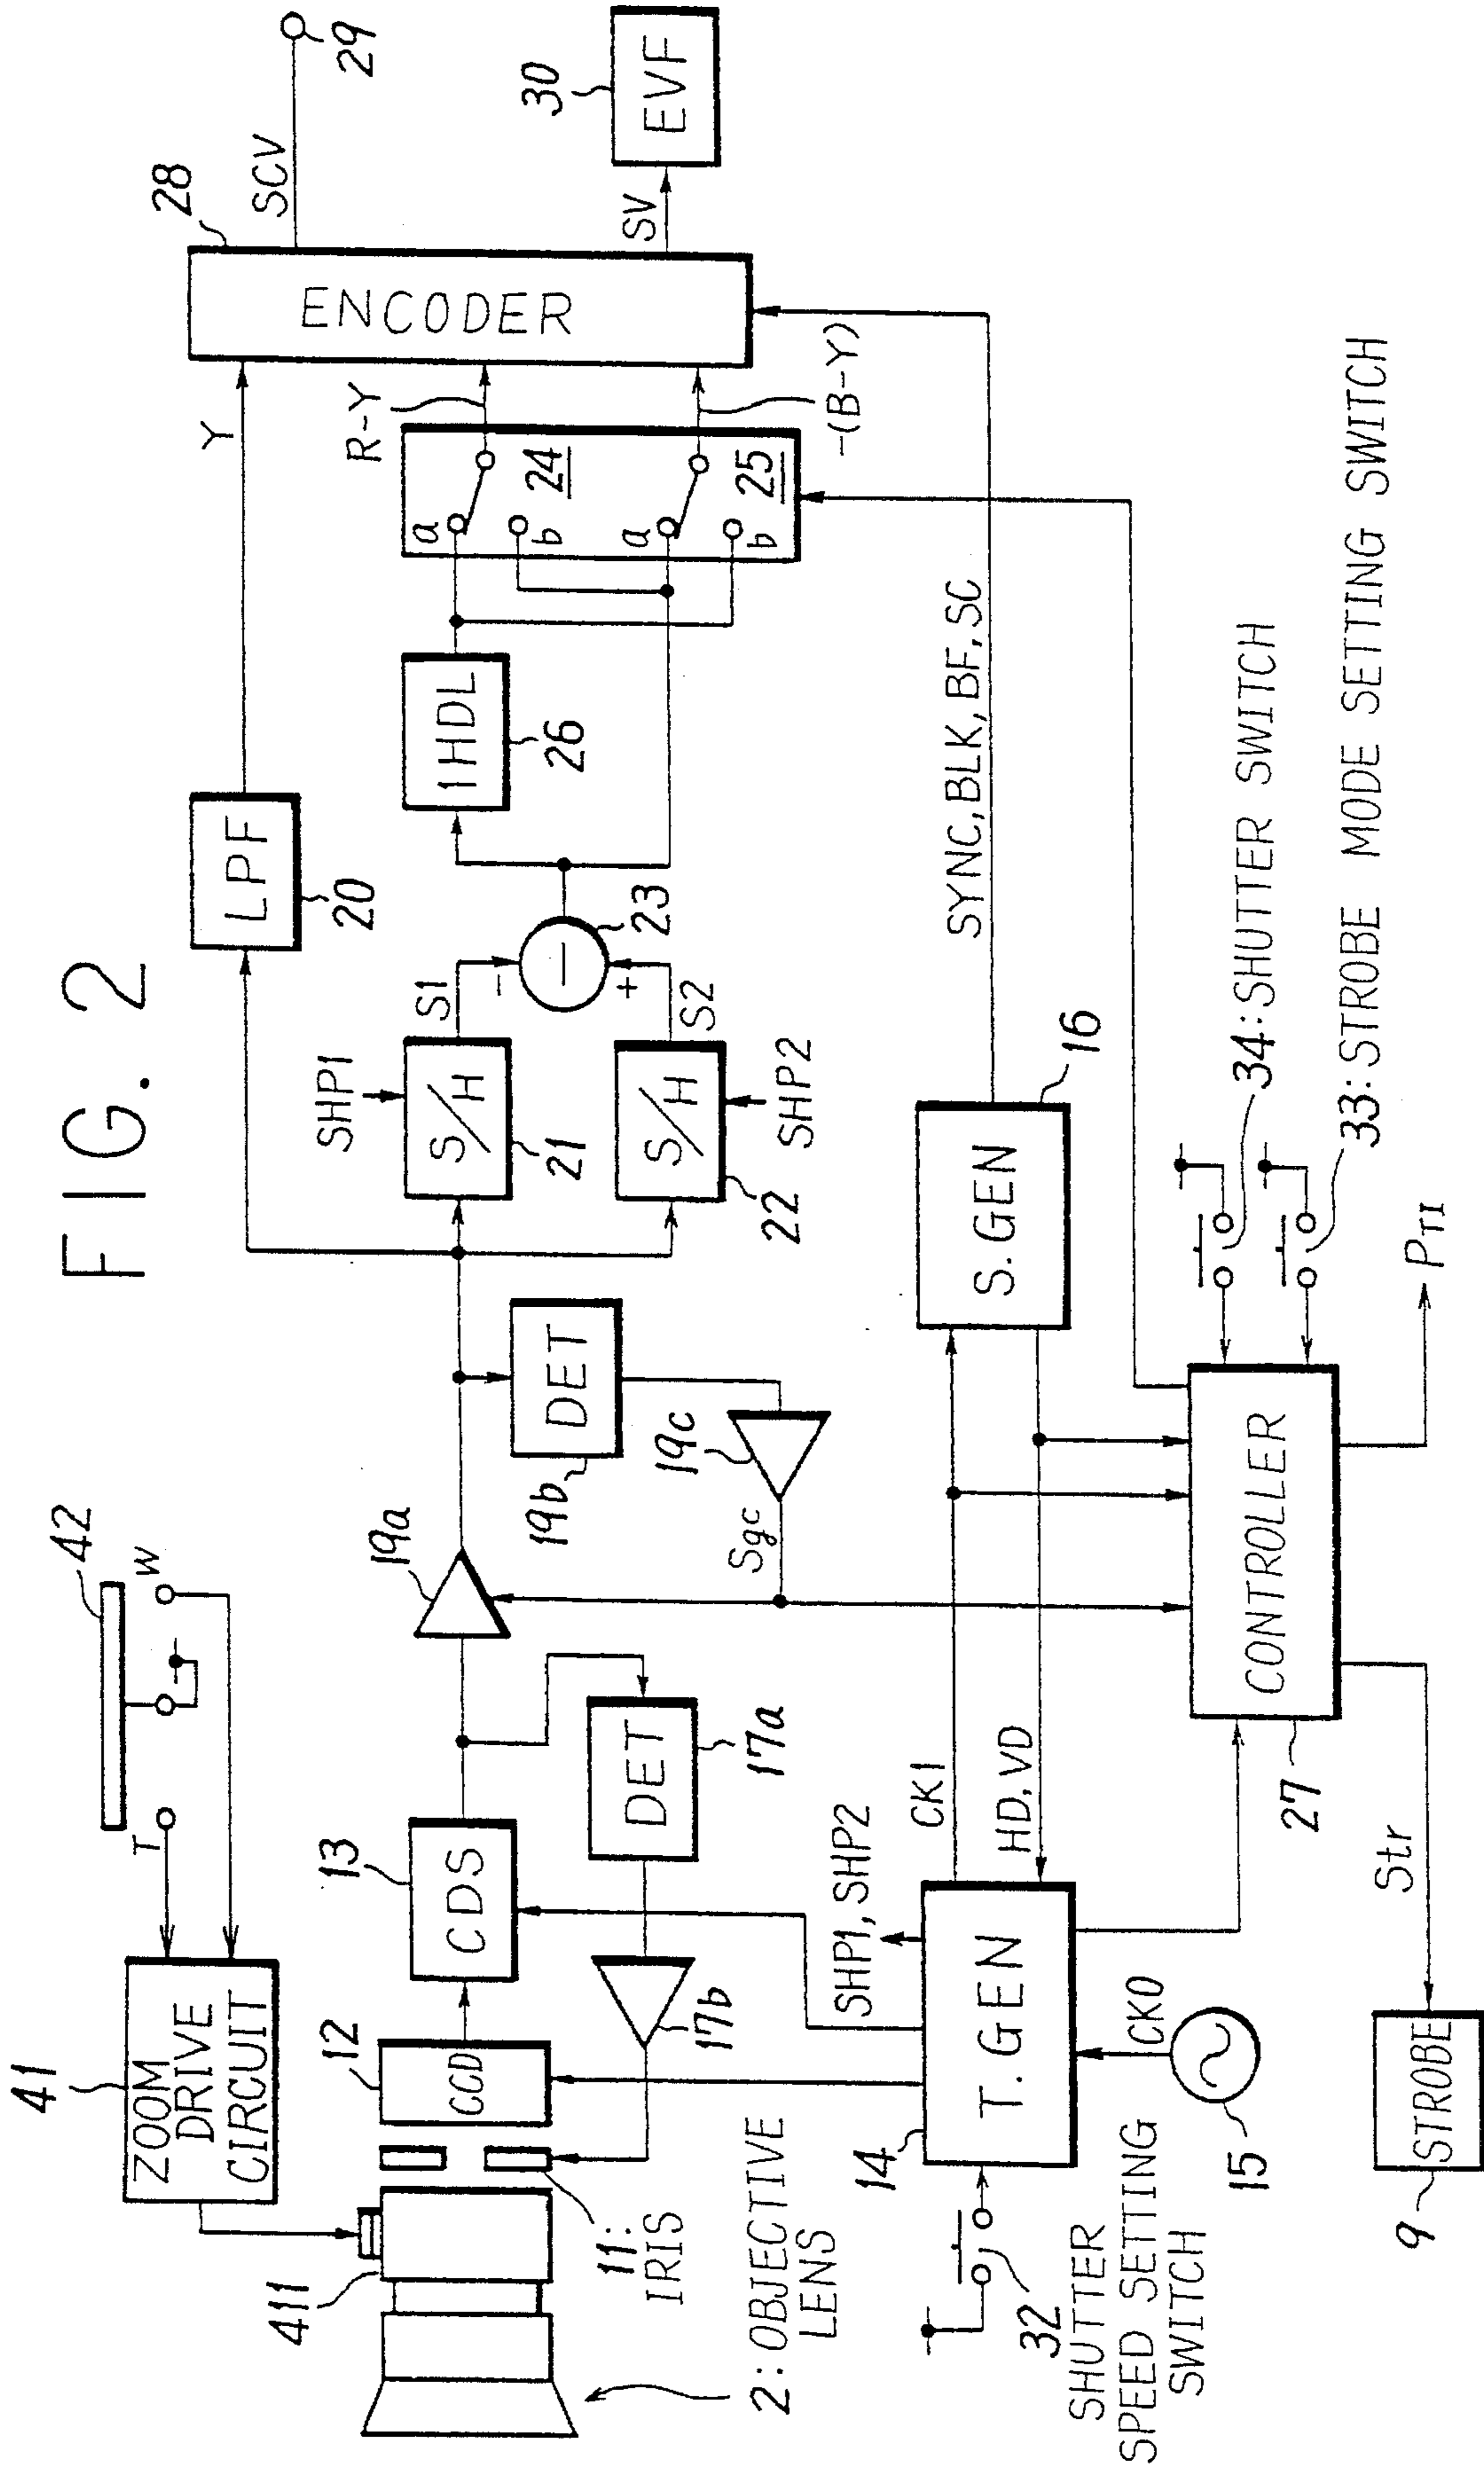 FIG. 2
41
ZOOM
DRIVE
CIRCUIT
T
W
42
411
2:OBJECTIVE
LENS
11:
IRIS
12
CCD
13
CDS
17a
DET
17b
19a
19b
DET
19c
Sgc
LPF
20
Y
SHP1
S/H
21
S1
S/H
22
S2
SHP2
-
+
−
23
1HDL
26
a
b
24
a
b
25
R-Y
-(B-Y)
ENCODER
28
SCV
29
SV
30
EVF
SHP1, SHP2
CK1
HD, VD
T. GEN
14
CK0
15
32
SHUTTER
SPEED SETTING
SWITCH
S. GEN
16
SYNC, BLK, BF, SC
CONTROLLER
27
34:SHUTTER SWITCH
33:STROBE MODE SETTING SWITCH
PTI
Str
STROBE
9